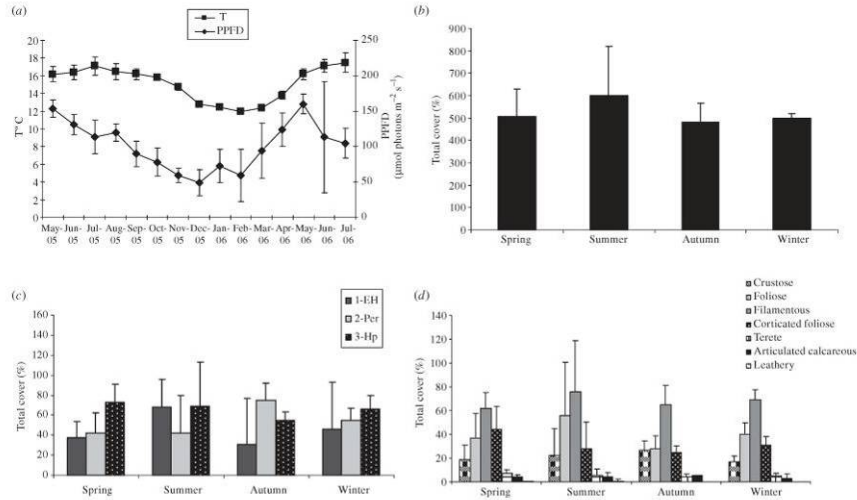 (a)
T
PPFD
20
18
16
14
12
10
8
6
4
2
0
T°C
250
200
150
100
50
0
PPFD
(µmol photons m⁻² s⁻¹)
May- Jun- Jul- Aug- Sep- Oct- Nov- Dec- Jan- Feb- Mar- Apr- May- Jun- Jul-
05 05 05 05 05 05 05 05 06 06 06 06 06 06 06
(b)
900
800
700
600
500
400
300
200
100
0
Total cover (%)
Spring Summer Autumn Winter
(c)
1-EH
2-Per
3-Hp
160
140
120
100
80
60
40
20
0
Total cover (%)
Spring Summer Autumn Winter
(d)
Crustose
Foliose
Filamentous
Corticated foliose
Terete
Articulated calcareous
Leathery
140
120
100
80
60
40
20
0
Total cover (%)
Spring Summer Autumn Winter